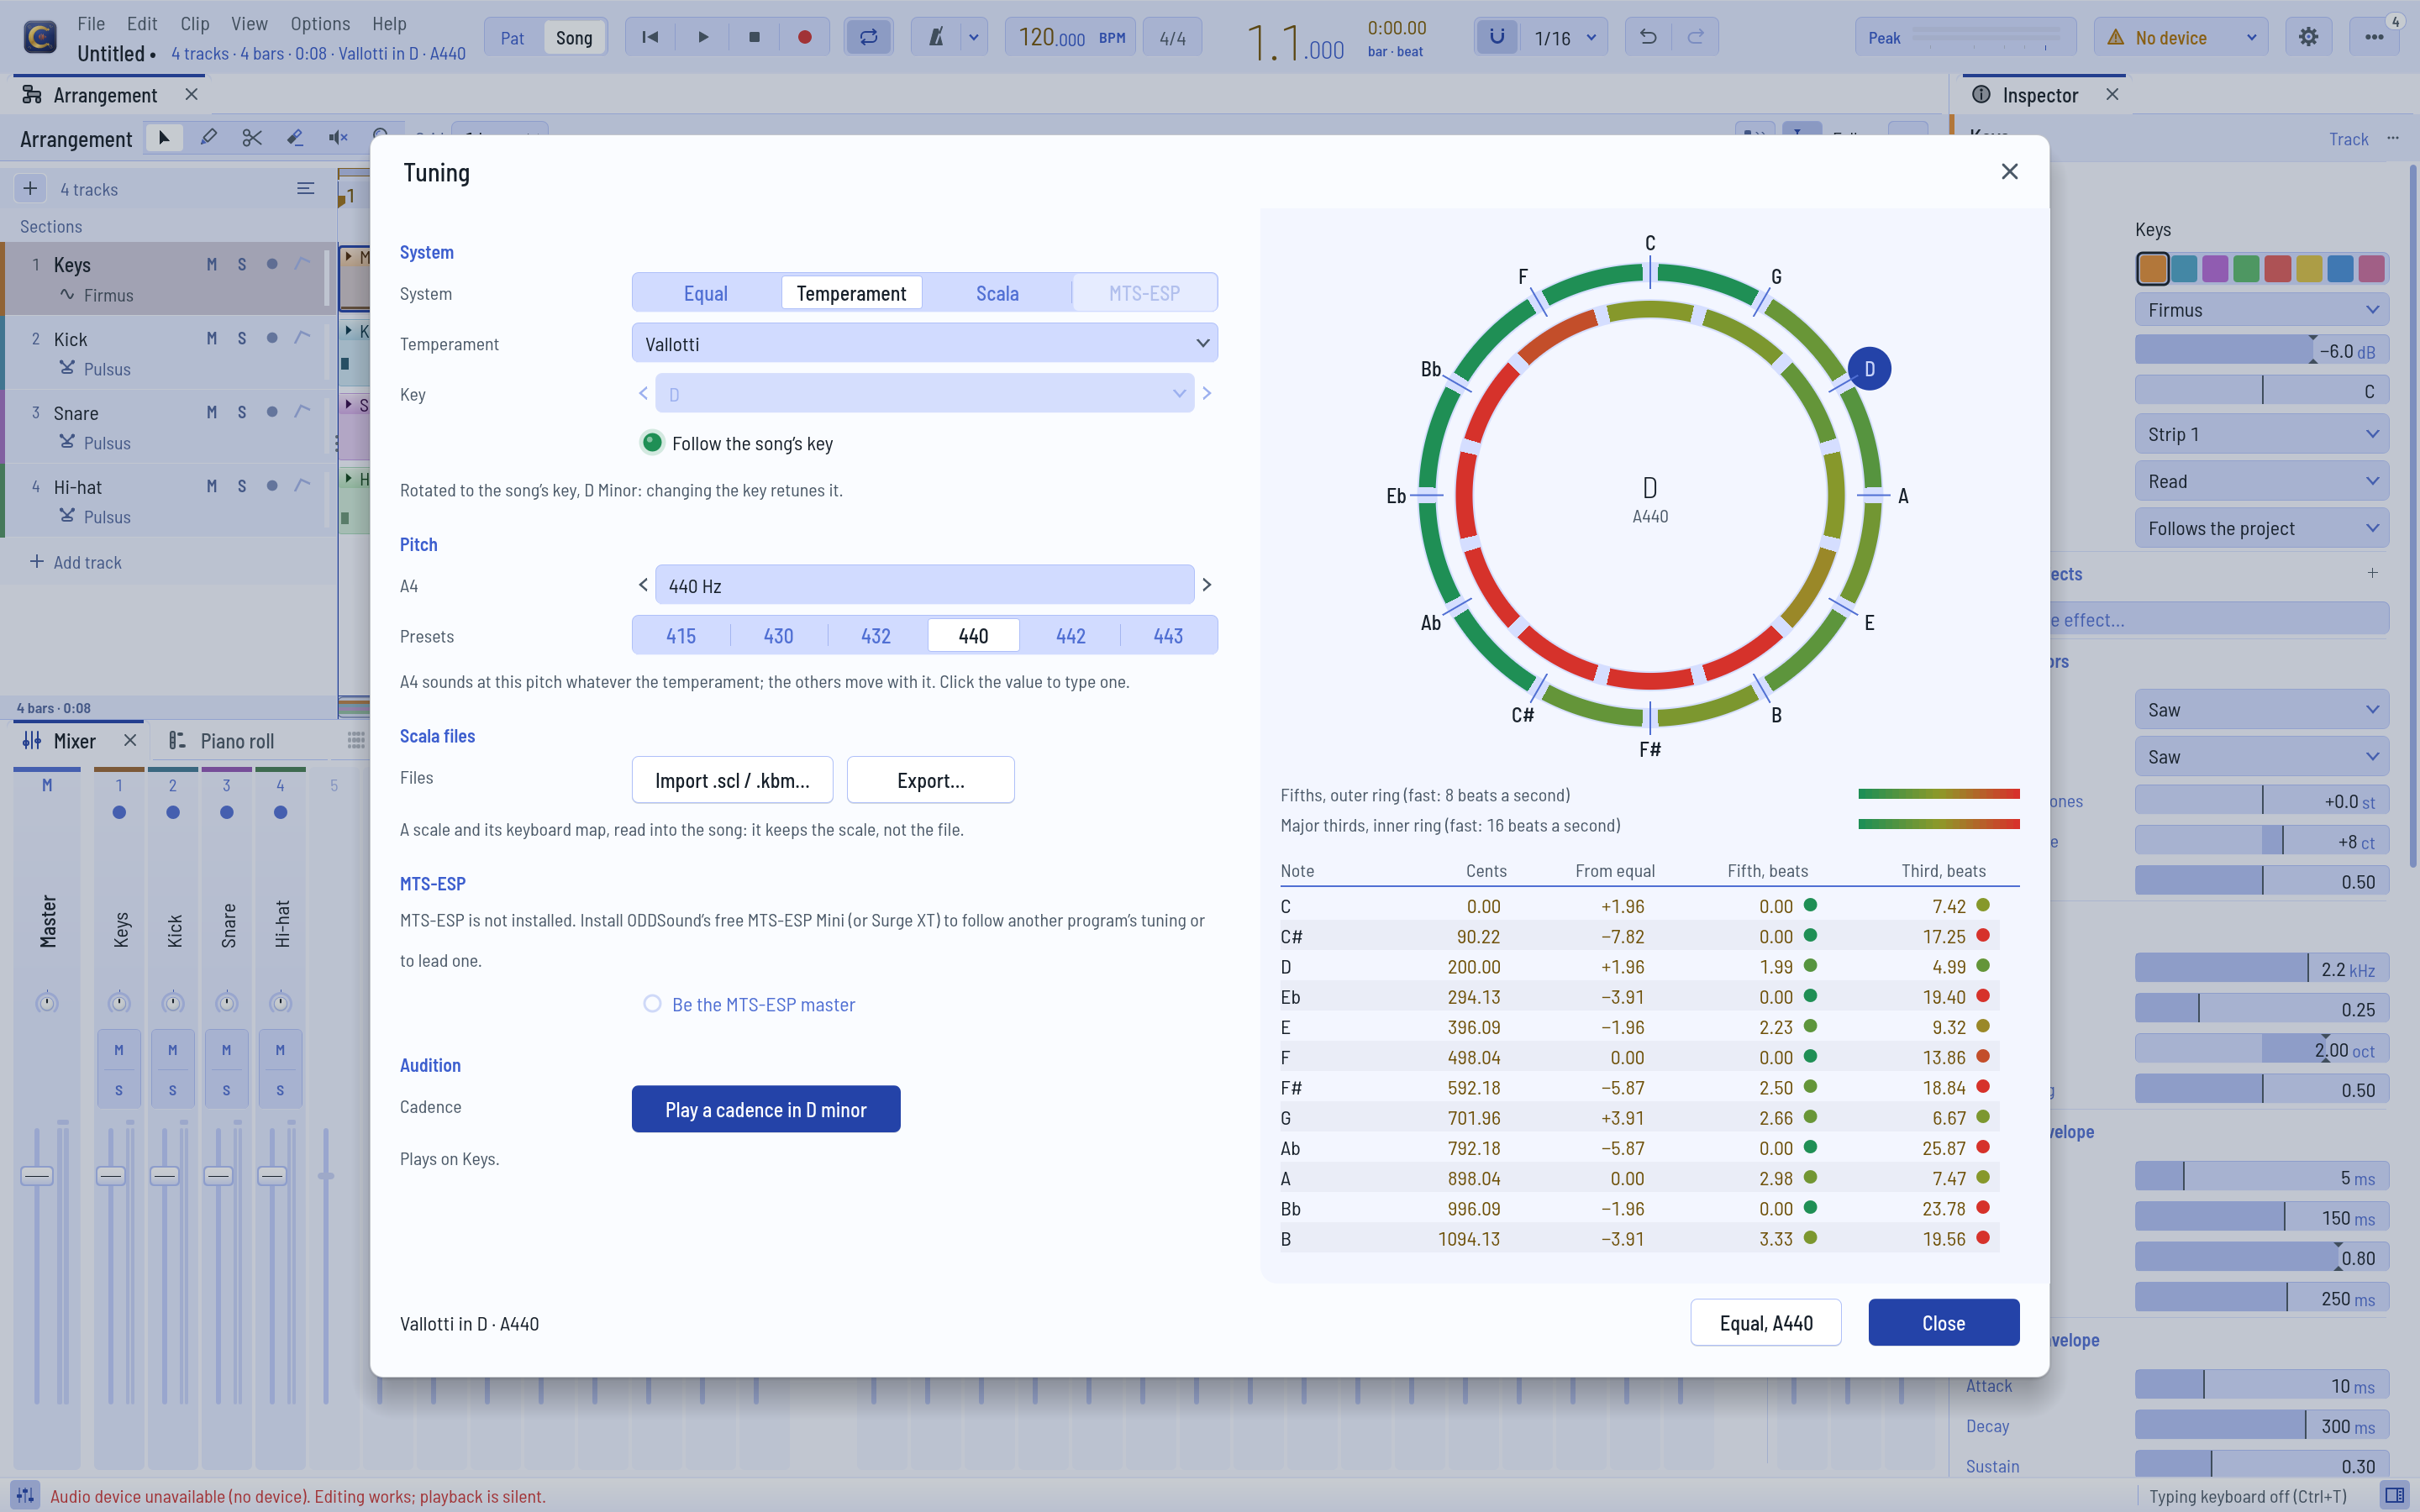 File Edit Clip View Options Help
Untitled •
4 tracks · 4 bars · 0:08 · Vallotti in D · A440
Pat Song
120.000 BPM 4/4
1.1.000
0:00.00
bar · beat
1/16
Peak
No device
4
Arrangement
Inspector
Arrangement
Track
4 tracks
1
Sections
1 Keys M S
Firmus
2 Kick M S
Pulsus
3 Snare M S
Pulsus
4 Hi-hat M S
Pulsus
Add track
4 bars · 0:08
M
K
S
H
Mixer
Piano roll
M 1 2 3 4 5
Master Keys Kick Snare Hi-hat
M M M M
S S S S
Tuning
System
System
Equal Temperament Scala MTS-ESP
Temperament
Vallotti
Key
D
Follow the song's key
Rotated to the song's key, D Minor: changing the key retunes it.
Pitch
A4
440 Hz
Presets
415 430 432 440 442 443
A4 sounds at this pitch whatever the temperament; the others move with it. Click the value to type one.
Scala files
Files
Import .scl / .kbm...
Export...
A scale and its keyboard map, read into the song: it keeps the scale, not the file.
MTS-ESP
MTS-ESP is not installed. Install ODDSound's free MTS-ESP Mini (or Surge XT) to follow another program's tuning or
to lead one.
Be the MTS-ESP master
Audition
Cadence
Play a cadence in D minor
Plays on Keys.
Vallotti in D · A440
C
F G
Bb D
Eb A
Ab E
C# B
F#
D
A440
Fifths, outer ring (fast: 8 beats a second)
Major thirds, inner ring (fast: 16 beats a second)
Note Cents From equal Fifth, beats Third, beats
C 0.00 +1.96 0.00 7.42
C# 90.22 −7.82 0.00 17.25
D 200.00 +1.96 1.99 4.99
Eb 294.13 −3.91 0.00 19.40
E 396.09 −1.96 2.23 9.32
F 498.04 0.00 0.00 13.86
F# 592.18 −5.87 2.50 18.84
G 701.96 +3.91 2.66 6.67
Ab 792.18 −5.87 0.00 25.87
A 898.04 0.00 2.98 7.47
Bb 996.09 −1.96 0.00 23.78
B 1094.13 −3.91 3.33 19.56
Equal, A440
Close
Keys
Firmus
−6.0 dB
C
Strip 1
Read
Follows the project
ects
e effect...
ors
Saw
Saw
ones +0.0 st
e +8 ct
0.50
2.2 kHz
0.25
2.00 oct
g 0.50
velope
5 ms
150 ms
0.80
250 ms
velope
Attack 10 ms
Decay 300 ms
Sustain 0.30
Audio device unavailable (no device). Editing works; playback is silent.
Typing keyboard off (Ctrl+T)